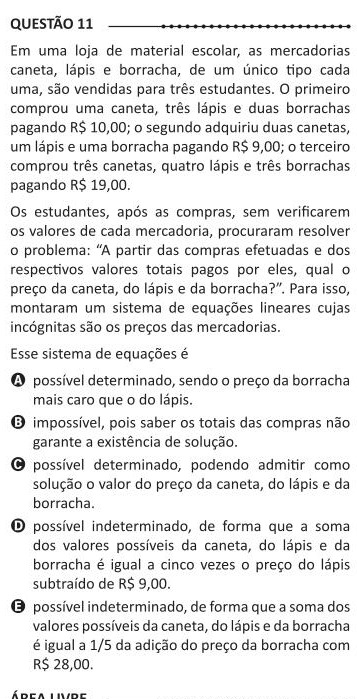 QUESTÃO 11
Em uma loja de material escolar, as mercadorias
caneta, lápis e borracha, de um único tipo cada
uma, são vendidas para três estudantes. O primeiro
comprou uma caneta, três lápis e duas borrachas
pagando R$ 10,00; o segundo adquiriu duas canetas,
um lápis e uma borracha pagando R$ 9,00; o terceiro
comprou três canetas, quatro lápis e três borrachas
pagando R$ 19,00.
Os estudantes, após as compras, sem verificarem
os valores de cada mercadoria, procuraram resolver
o problema: “A partir das compras efetuadas e dos
respectivos valores totais pagos por eles, qual o
preço da caneta, do lápis e da borracha?”. Para isso,
montaram um sistema de equações lineares cujas
incógnitas são os preços das mercadorias.
Esse sistema de equações é
A possível determinado, sendo o preço da borracha
mais caro que o do lápis.
B impossível, pois saber os totais das compras não
garante a existência de solução.
C possível determinado, podendo admitir como
solução o valor do preço da caneta, do lápis e da
borracha.
D possível indeterminado, de forma que a soma
dos valores possíveis da caneta, do lápis e da
borracha é igual a cinco vezes o preço do lápis
subtraído de R$ 9,00.
E possível indeterminado, de forma que a soma dos
valores possíveis da caneta, do lápis e da borracha
é igual a 1/5 da adição do preço da borracha com
R$ 28,00.
ÁREA LIVRE